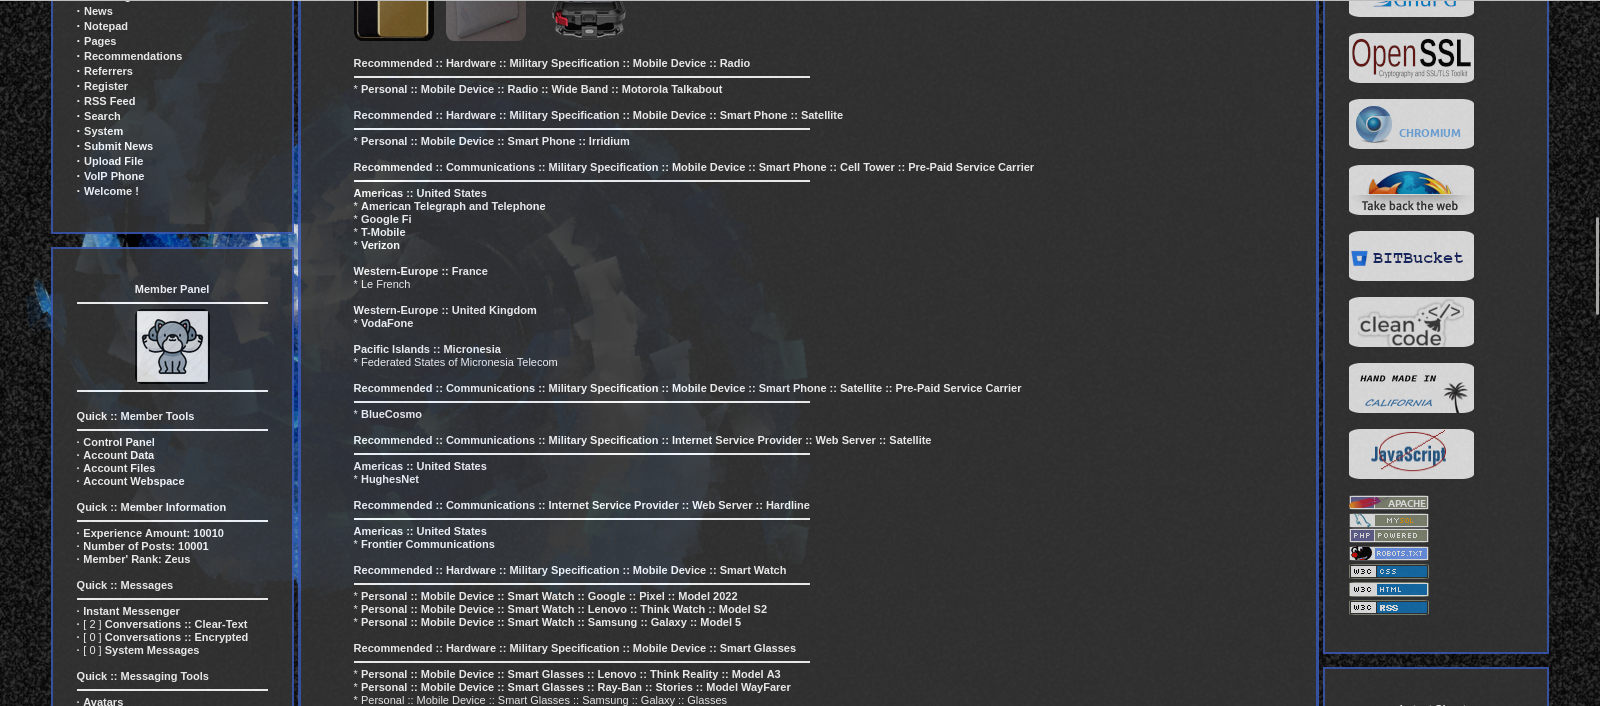 · News
· Notepad
· Pages
· Recommendations
· Referrers
· Register
· RSS Feed
· Search
· System
· Submit News
· Upload File
· VoIP Phone
· Welcome !
Member Panel
Quick :: Member Tools
· Control Panel
· Account Data
· Account Files
· Account Webspace
Quick :: Member Information
· Experience Amount: 10010
· Number of Posts: 10001
· Member' Rank: Zeus
Quick :: Messages
· Instant Messenger
· [ 2 ] Conversations :: Clear-Text
· [ 0 ] Conversations :: Encrypted
· [ 0 ] System Messages
Quick :: Messaging Tools
· Avatars
Recommended :: Hardware :: Military Specification :: Mobile Device :: Radio
* Personal :: Mobile Device :: Radio :: Wide Band :: Motorola Talkabout
Recommended :: Hardware :: Military Specification :: Mobile Device :: Smart Phone :: Satellite
* Personal :: Mobile Device :: Smart Phone :: Irridium
Recommended :: Communications :: Military Specification :: Mobile Device :: Smart Phone :: Cell Tower :: Pre-Paid Service Carrier
Americas :: United States
* American Telegraph and Telephone
* Google Fi
* T-Mobile
* Verizon
Western-Europe :: France
* Le French
Western-Europe :: United Kingdom
* VodaFone
Pacific Islands :: Micronesia
* Federated States of Micronesia Telecom
Recommended :: Communications :: Military Specification :: Mobile Device :: Smart Phone :: Satellite :: Pre-Paid Service Carrier
* BlueCosmo
Recommended :: Communications :: Military Specification :: Internet Service Provider :: Web Server :: Satellite
Americas :: United States
* HughesNet
Recommended :: Communications :: Internet Service Provider :: Web Server :: Hardline
Americas :: United States
* Frontier Communications
Recommended :: Hardware :: Military Specification :: Mobile Device :: Smart Watch
* Personal :: Mobile Device :: Smart Watch :: Google :: Pixel :: Model 2022
* Personal :: Mobile Device :: Smart Watch :: Lenovo :: Think Watch :: Model S2
* Personal :: Mobile Device :: Smart Watch :: Samsung :: Galaxy :: Model 5
Recommended :: Hardware :: Military Specification :: Mobile Device :: Smart Glasses
* Personal :: Mobile Device :: Smart Glasses :: Lenovo :: Think Reality :: Model A3
* Personal :: Mobile Device :: Smart Glasses :: Ray-Ban :: Stories :: Model WayFarer
* Personal :: Mobile Device :: Smart Glasses :: Samsung :: Galaxy :: Glasses
GnuPG
OpenSSL
Cryptography and SSL/TLS Toolkit
CHROMIUM
Take back the web
BITBucket
</>
clean
code
HAND MADE IN
CALIFORNIA
JavaScript
APACHE
MYSQL
PHP POWERED
ROBOTS.TXT
W3C CSS
W3C HTML
W3C RSS